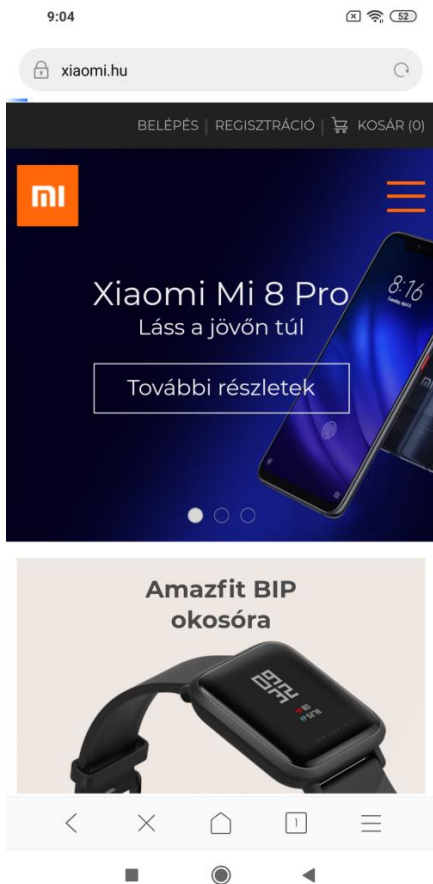 9:04
52
xiaomi.hu
BELÉPÉS | REGISZTRÁCIÓ | KOSÁR (0)
mi
Xiaomi Mi 8 Pro
Láss a jövőn túl
További részletek
8:16
Amazfit BIP
okosóra
1